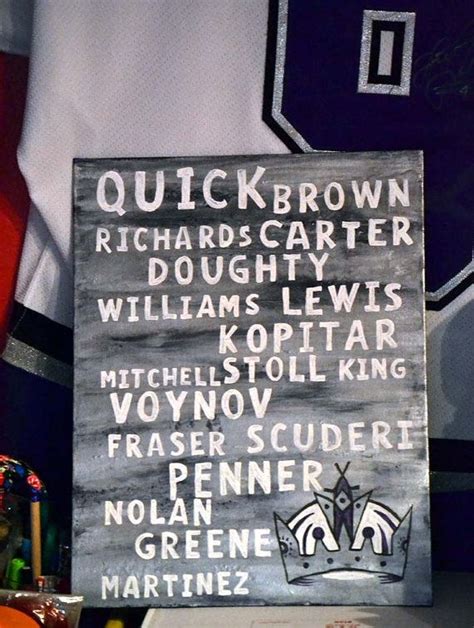 QUICK BROWN
RICHARDS CARTER
DOUGHTY
WILLIAMS LEWIS
KOPITAR
MITCHELL STOLL KING
VOYNOV
FRASER SCUDERI
PENNER
NOLAN
GREENE
MARTINEZ